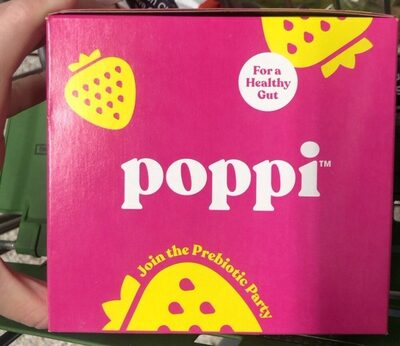 For a
Healthy
Gut
poppi™
Join the Prebiotic Party